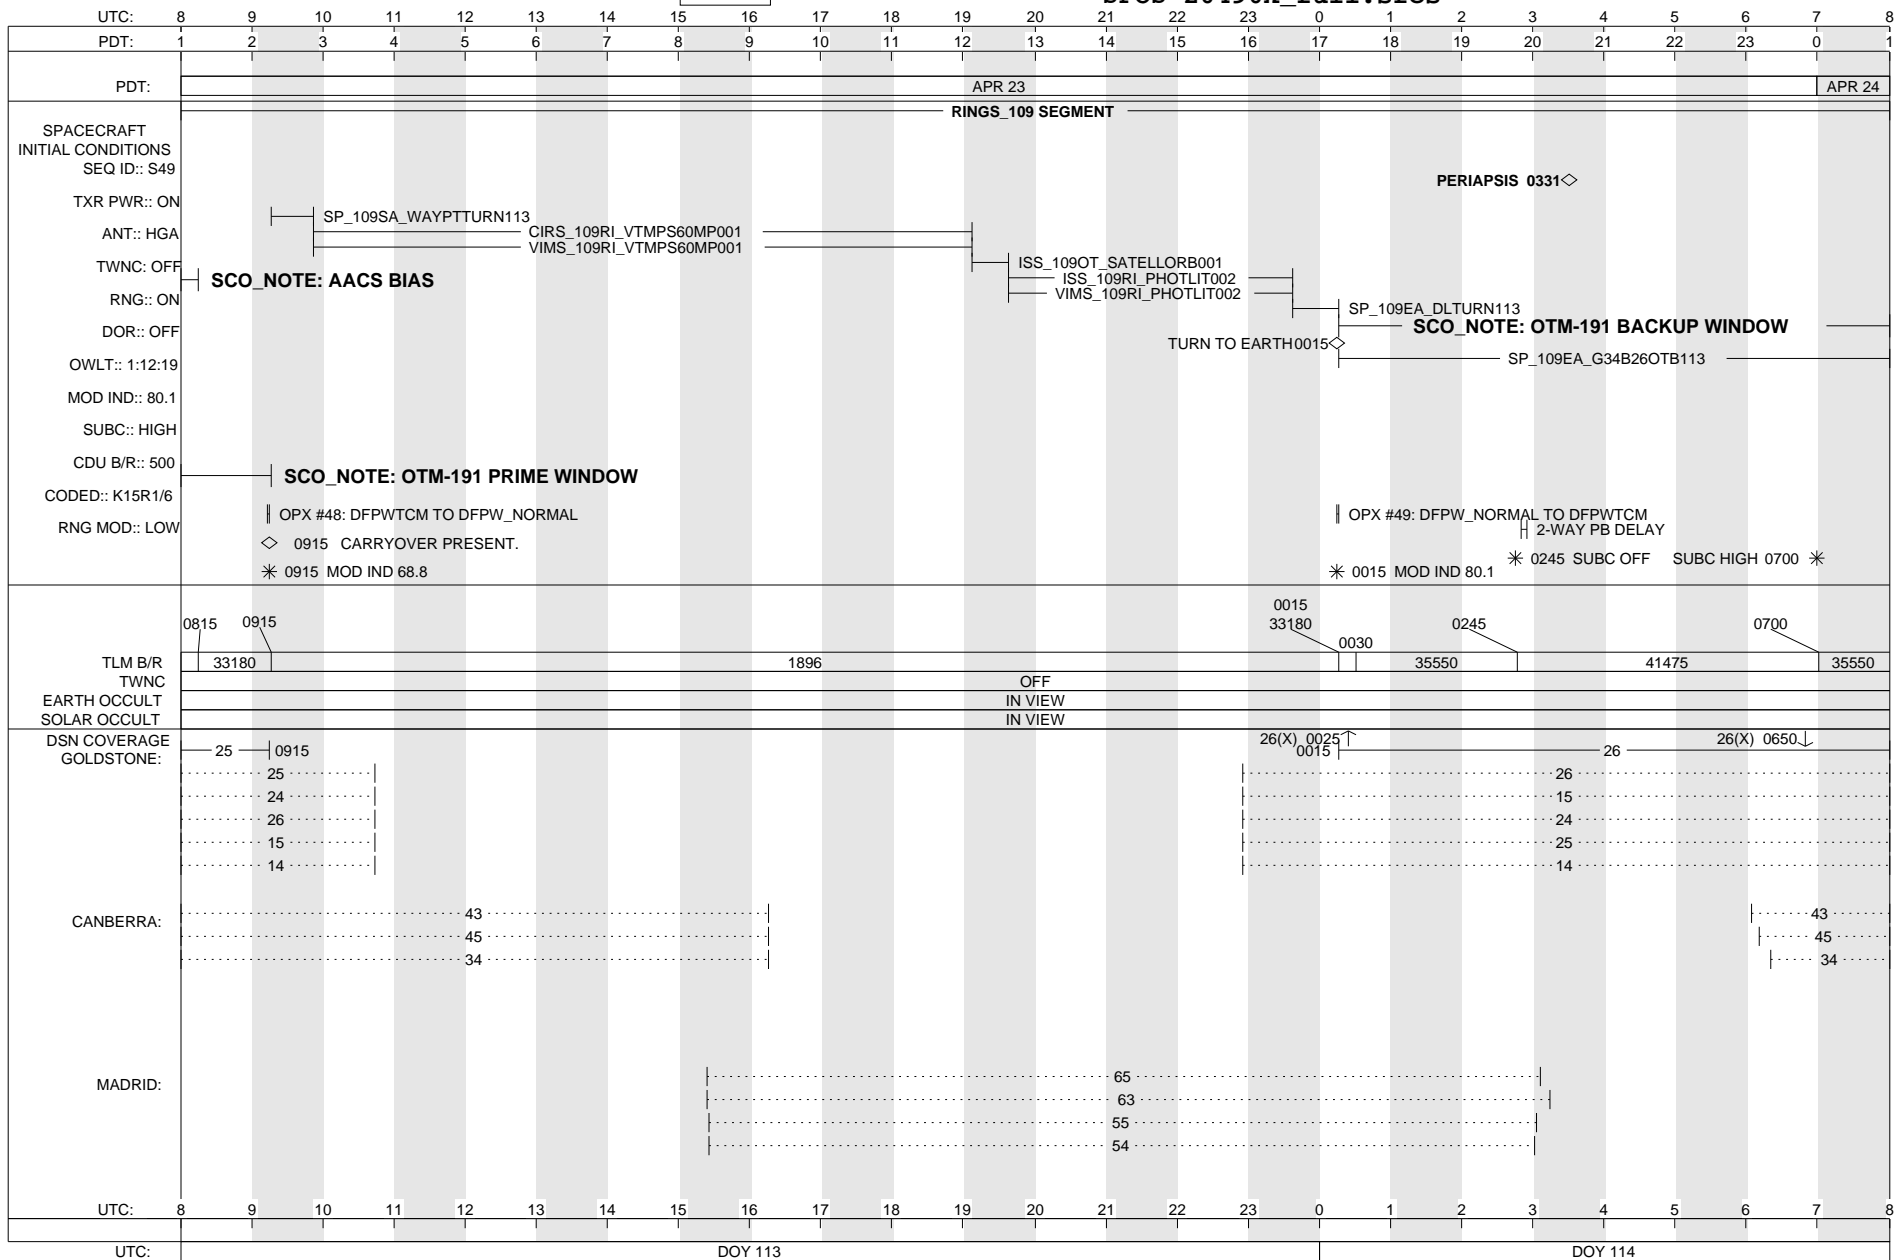 UTC: 8 9 10 11 12 13 14 15 16 17 18 19 20 21 22 23 0 1 2 3 4 5 6 7 8
PDT: 1 2 3 4 5 6 7 8 9 10 11 12 13 14 15 16 17 18 19 20 21 22 23 0 1
PDT: APR 23 APR 24
RINGS_109 SEGMENT
SPACECRAFT
INITIAL CONDITIONS
SEQ ID:: S49
PERIAPSIS 0331
TXR PWR:: ON
SP_109SA_WAYPTTURN113
ANT:: HGA
CIRS_109RI_VTMPS60MP001
VIMS_109RI_VTMPS60MP001
TWNC: OFF
ISS_109OT_SATELLORB001
SCO_NOTE: AACS BIAS
ISS_109RI_PHOTLIT002
VIMS_109RI_PHOTLIT002
RNG:: ON
SP_109EA_DLTURN113
DOR:: OFF
SCO_NOTE: OTM-191 BACKUP WINDOW
TURN TO EARTH 0015
OWLT:: 1:12:19
SP_109EA_G34B26OTB113
MOD IND:: 80.1
SUBC:: HIGH
CDU B/R:: 500
SCO_NOTE: OTM-191 PRIME WINDOW
CODED:: K15R1/6
OPX #48: DFPWTCM TO DFPW_NORMAL
OPX #49: DFPW_NORMAL TO DFPWTCM
RNG MOD:: LOW
2-WAY PB DELAY
0915 CARRYOVER PRESENT.
0245 SUBC OFF SUBC HIGH 0700
0915 MOD IND 68.8
0015 MOD IND 80.1
0815 0915 0015 33180 0030 0245 0700
TLM B/R 33180 1896 35550 41475 35550
TWNC OFF
EARTH OCCULT IN VIEW
SOLAR OCCULT IN VIEW
DSN COVERAGE
26(X) 0025 26(X) 0650
GOLDSTONE: 25 0915 0015 26
25 26
24 15
26 24
15 25
14 14
CANBERRA: 43 43
45 45
34 34
MADRID: 65
63
55
54
UTC: 8 9 10 11 12 13 14 15 16 17 18 19 20 21 22 23 0 1 2 3 4 5 6 7 8
UTC: DOY 113 DOY 114